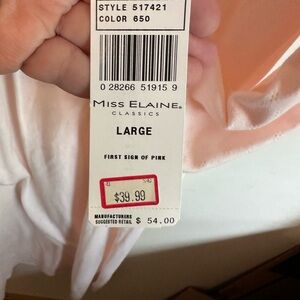 STYLE 517421
COLOR 650
0 28266 51915 9
MISS ELAINE®
CLASSICS
LARGE
FIRST SIGN OF PINK
$39.99
MANUFACTURERS
SUGGESTED RETAIL $ 54.00